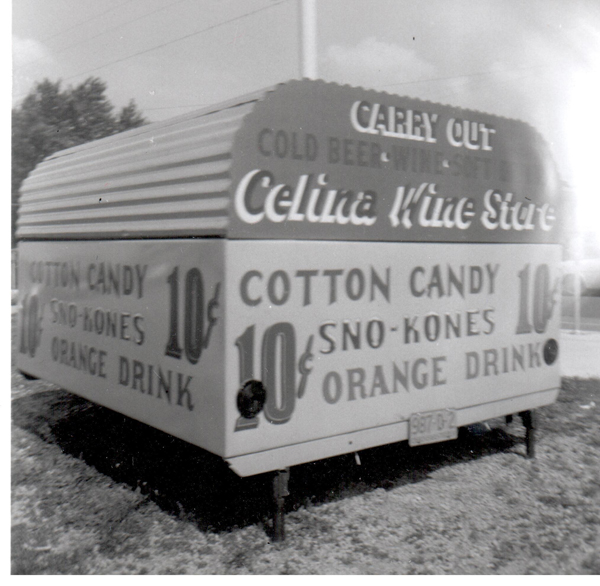 CARRY OUT
COLD BEER·WINE·SOFT
Celina Wine Store
COTTON CANDY 10¢
10¢ SNO-KONES
ORANGE DRINK
COTTON CANDY 10¢
10¢ SNO-KONES
ORANGE DRINK